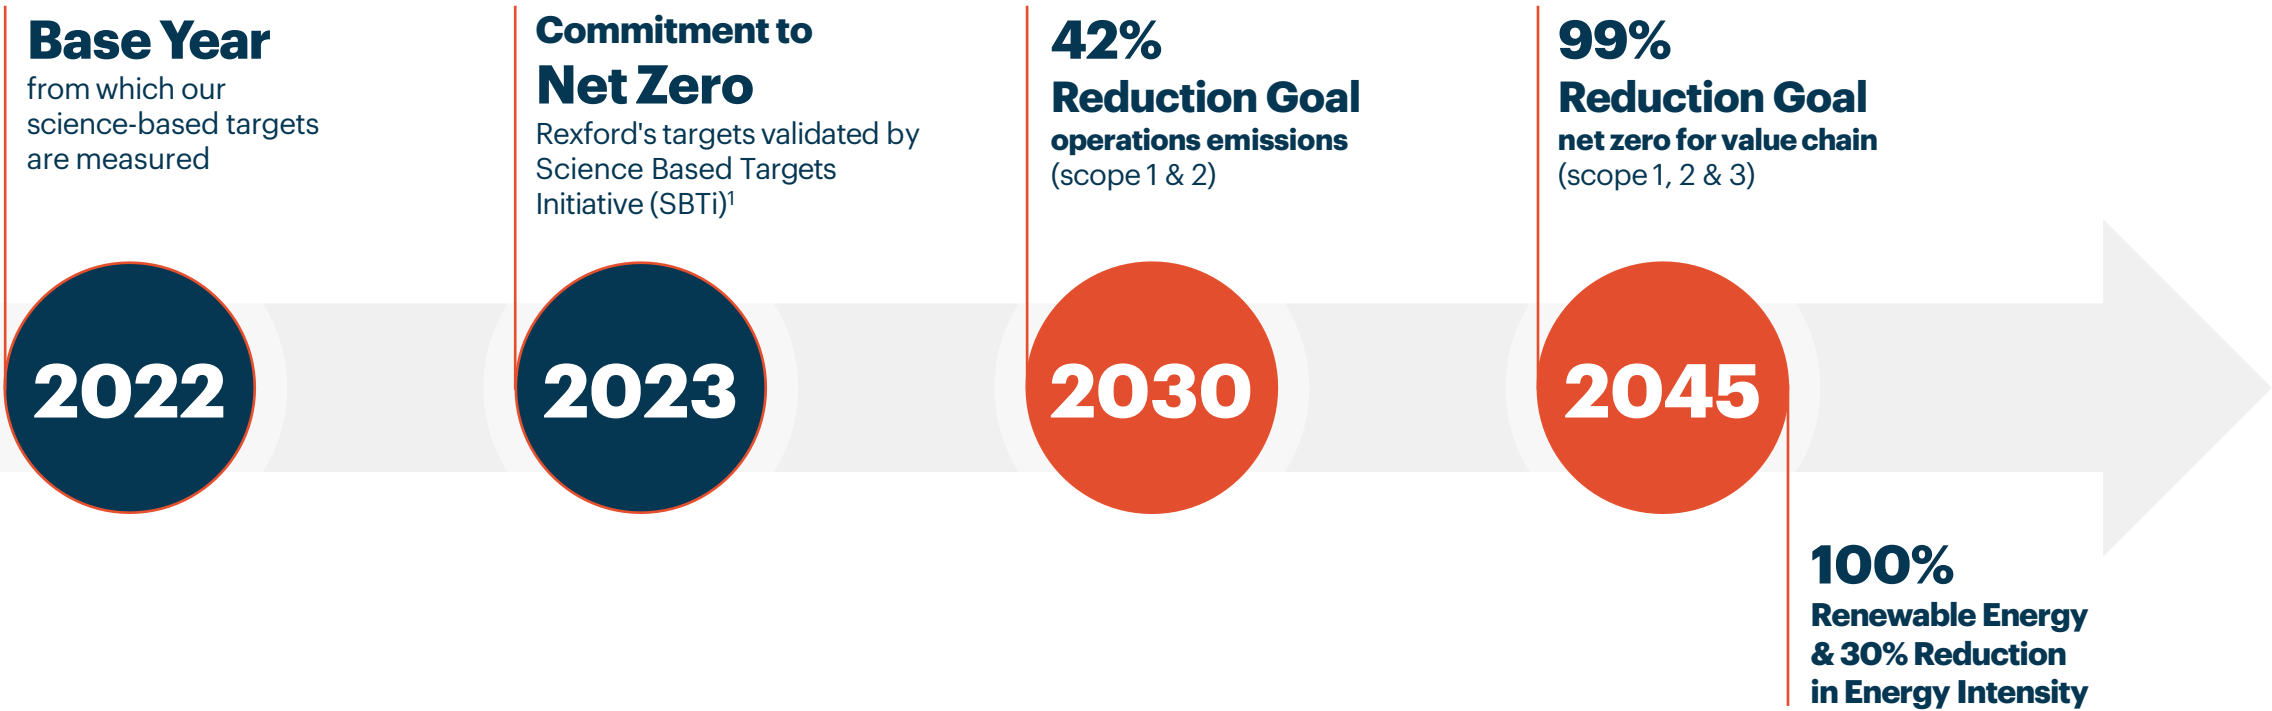 Base Year
from which our
science-based targets
are measured
2022
Commitment to
Net Zero
Rexford's targets validated by
Science Based Targets
Initiative (SBTi)¹
2023
42%
Reduction Goal
operations emissions
(scope 1 & 2)
2030
99%
Reduction Goal
net zero for value chain
(scope 1, 2 & 3)
2045
100%
Renewable Energy
& 30% Reduction
in Energy Intensity